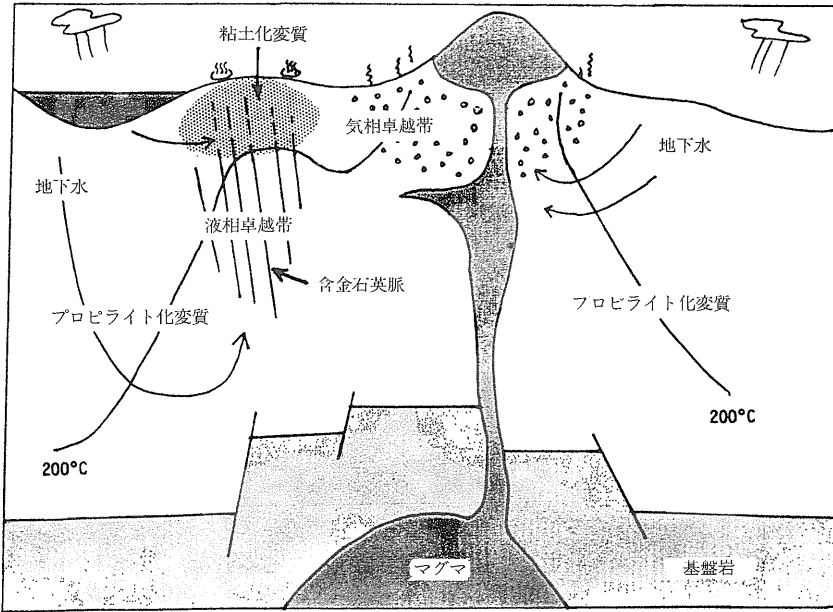 粘土化変質
気相卓越帯
地下水
地下水
液相卓越帯
含金石英脈
プロピライト化変質
プロピライト化変質
200°C
200°C
マグマ
基盤岩